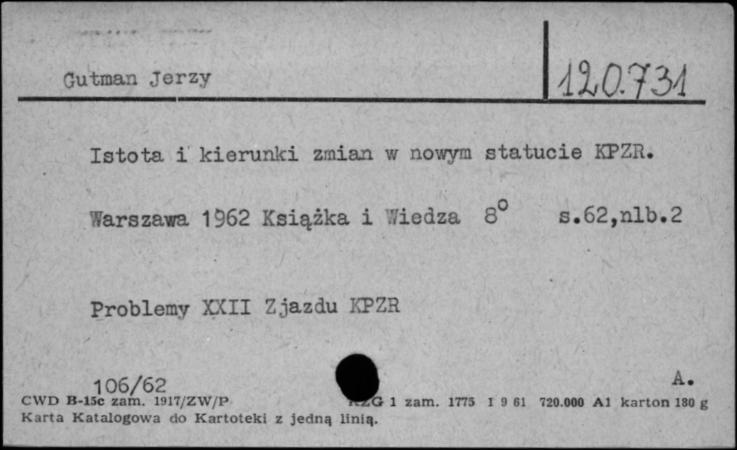 Gutman Jerzy
120.731
Istota i kierunki zmian w nowym statucie KPZR.
Warszawa 1962 Książka i Wiedza 8° s.62,nlb.2
Problemy XXII Zjazdu KPZR
106/62 A.
CWD B-15c zam. 1917/ZW/P 1 zam. 1775 I 9 61 720.000 A1 karton 180 g
Karta Katalogowa do Kartoteki z jedną linią.